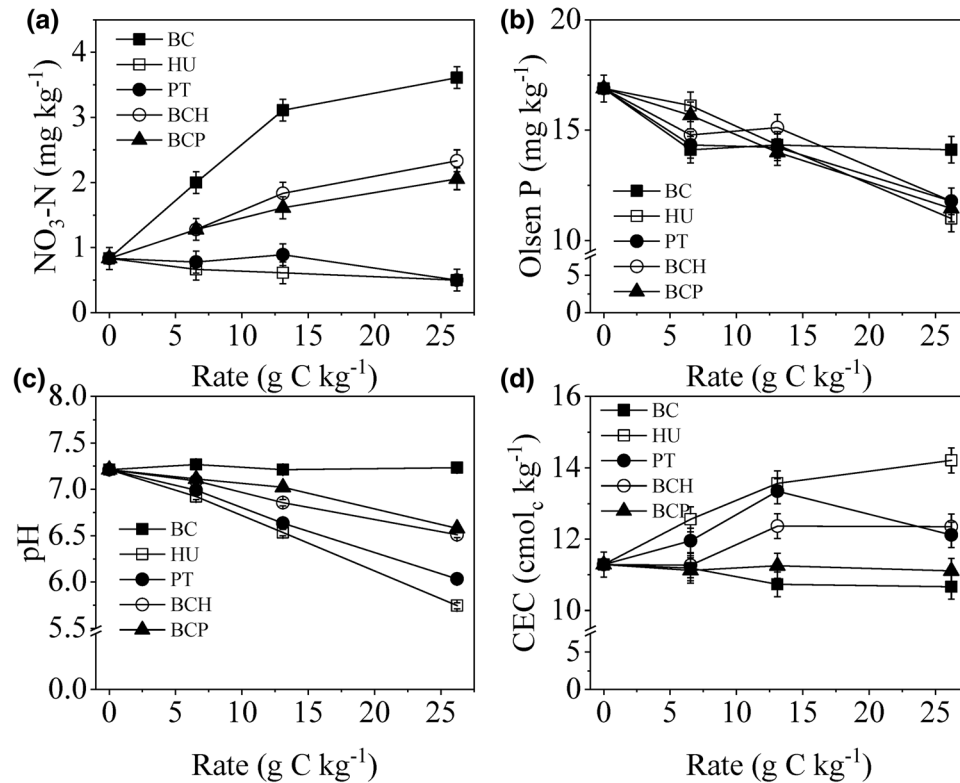 (a)
BC
HU
PT
BCH
BCP
4
3
2
1
0
NO₃-N (mg kg⁻¹)
0 5 10 15 20 25
Rate (g C kg⁻¹)
(b)
20
15
10
5
0
Olsen P (mg kg⁻¹)
BC
HU
PT
BCH
BCP
0 5 10 15 20 25
Rate (g C kg⁻¹)
(c)
8.0
7.5
7.0
6.5
6.0
5.5
0.0
pH
BC
HU
PT
BCH
BCP
0 5 10 15 20 25
Rate (g C kg⁻¹)
(d)
BC
HU
PT
BCH
BCP
16
14
12
10
5
0
CEC (cmol꜀ kg⁻¹)
0 5 10 15 20 25
Rate (g C kg⁻¹)